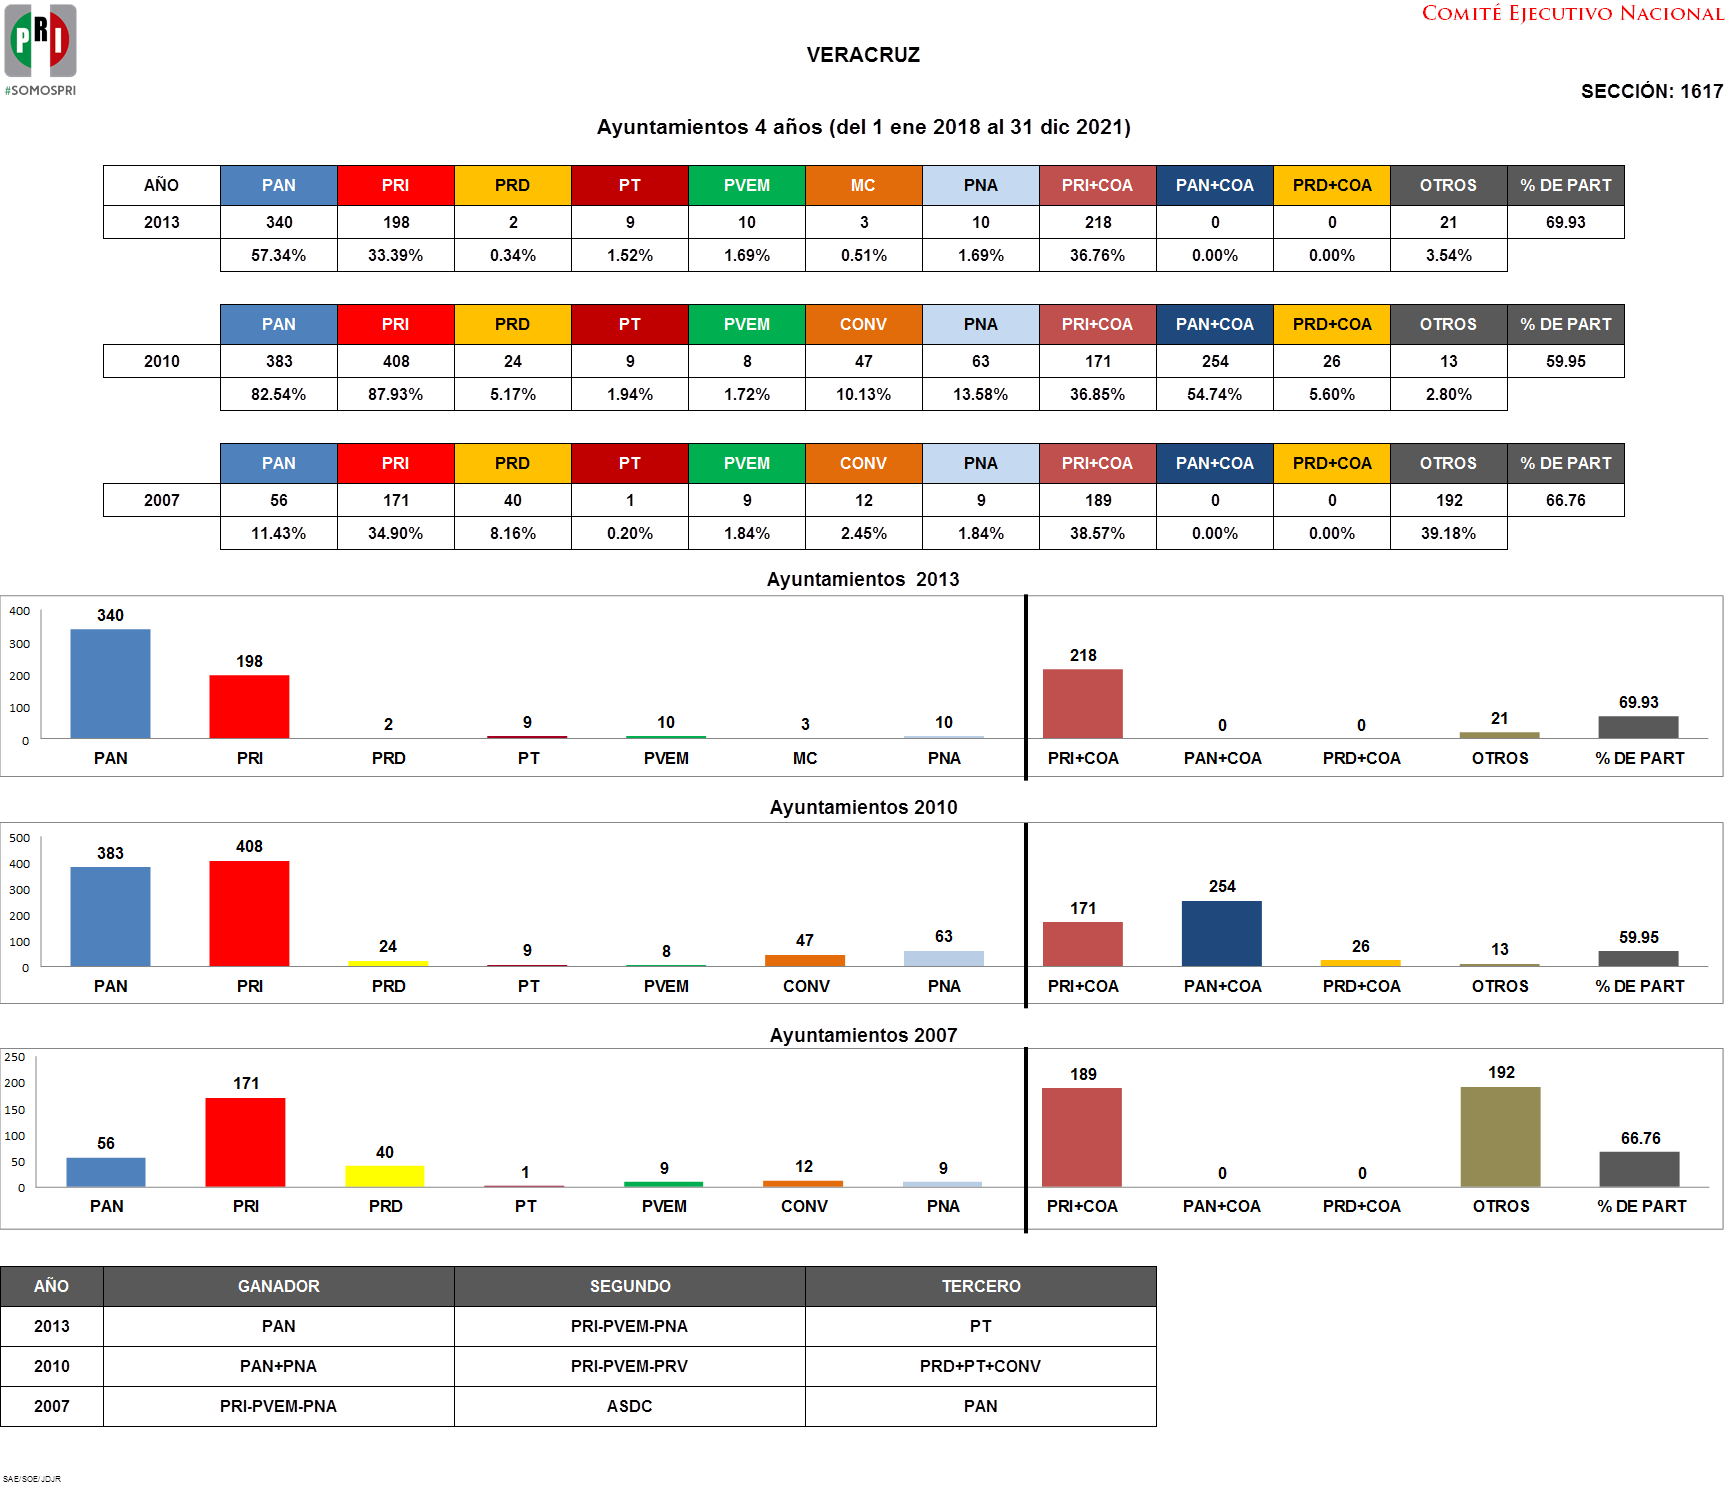 PRI
#SOMOSPRI
COMITÉ EJECUTIVO NACIONAL
VERACRUZ
SECCIÓN: 1617
Ayuntamientos 4 años (del 1 ene 2018 al 31 dic 2021)
AÑO PAN PRI PRD PT PVEM MC PNA PRI+COA PAN+COA PRD+COA OTROS % DE PART
2013 340 198 2 9 10 3 10 218 0 0 21 69.93
57.34% 33.39% 0.34% 1.52% 1.69% 0.51% 1.69% 36.76% 0.00% 0.00% 3.54%
PAN PRI PRD PT PVEM CONV PNA PRI+COA PAN+COA PRD+COA OTROS % DE PART
2010 383 408 24 9 8 47 63 171 254 26 13 59.95
82.54% 87.93% 5.17% 1.94% 1.72% 10.13% 13.58% 36.85% 54.74% 5.60% 2.80%
PAN PRI PRD PT PVEM CONV PNA PRI+COA PAN+COA PRD+COA OTROS % DE PART
2007 56 171 40 1 9 12 9 189 0 0 192 66.76
11.43% 34.90% 8.16% 0.20% 1.84% 2.45% 1.84% 38.57% 0.00% 0.00% 39.18%
Ayuntamientos 2013
400
300
200
100
0
340 198 2 9 10 3 10 218 0 0 21 69.93
PAN PRI PRD PT PVEM MC PNA PRI+COA PAN+COA PRD+COA OTROS % DE PART
Ayuntamientos 2010
500
400
300
200
100
0
383 408 24 9 8 47 63 171 254 26 13 59.95
PAN PRI PRD PT PVEM CONV PNA PRI+COA PAN+COA PRD+COA OTROS % DE PART
Ayuntamientos 2007
250
200
150
100
50
0
56 171 40 1 9 12 9 189 0 0 192 66.76
PAN PRI PRD PT PVEM CONV PNA PRI+COA PAN+COA PRD+COA OTROS % DE PART
AÑO GANADOR SEGUNDO TERCERO
2013 PAN PRI-PVEM-PNA PT
2010 PAN+PNA PRI-PVEM-PRV PRD+PT+CONV
2007 PRI-PVEM-PNA ASDC PAN
SAE/SOE/JDJR